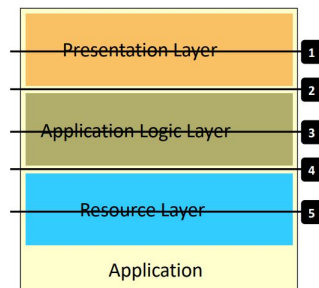 Presentation Layer
1
2
Application Logic Layer
3
4
Resource Layer
5
Application